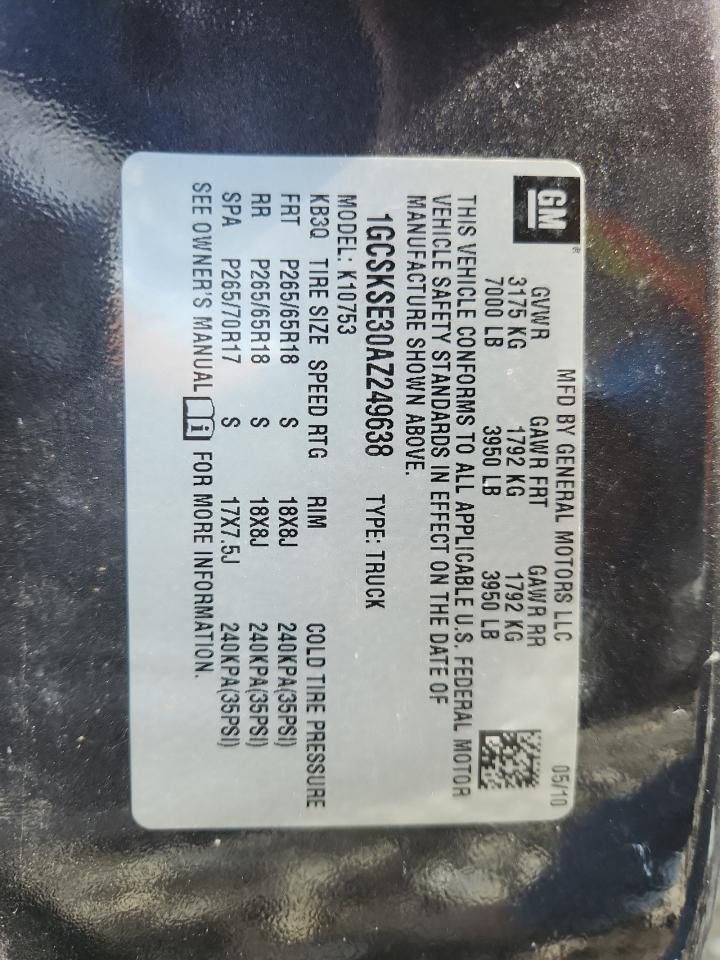 GM
MFD BY GENERAL MOTORS LLC 05/10
GVWR GAWR FRT GAWR RR
3175 KG 1792 KG 1792 KG
7000 LB 3950 LB 3950 LB
THIS VEHICLE CONFORMS TO ALL APPLICABLE U.S. FEDERAL MOTOR
VEHICLE SAFETY STANDARDS IN EFFECT ON THE DATE OF
MANUFACTURE SHOWN ABOVE.
1GCSKSE30AZ249638 TYPE: TRUCK
MODEL: K10753
KB3Q TIRE SIZE SPEED RTG RIM COLD TIRE PRESSURE
FRT P265/65R18 S 18X8J 240KPA(35PSI)
RR P265/65R18 S 18X8J 240KPA(35PSI)
SPA P265/70R17 S 17X7.5J 240KPA(35PSI)
SEE OWNER'S MANUAL i FOR MORE INFORMATION.